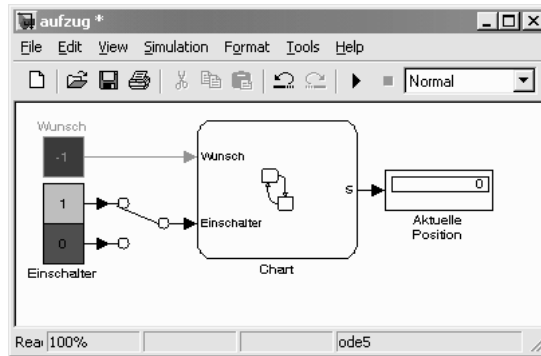 aufzug *
File Edit View Simulation Format Tools Help
Normal
Wunsch
-1
Wunsch
1
0
Einschalter
Einschalter
s
Chart
0
Aktuelle
Position
100%
ode5